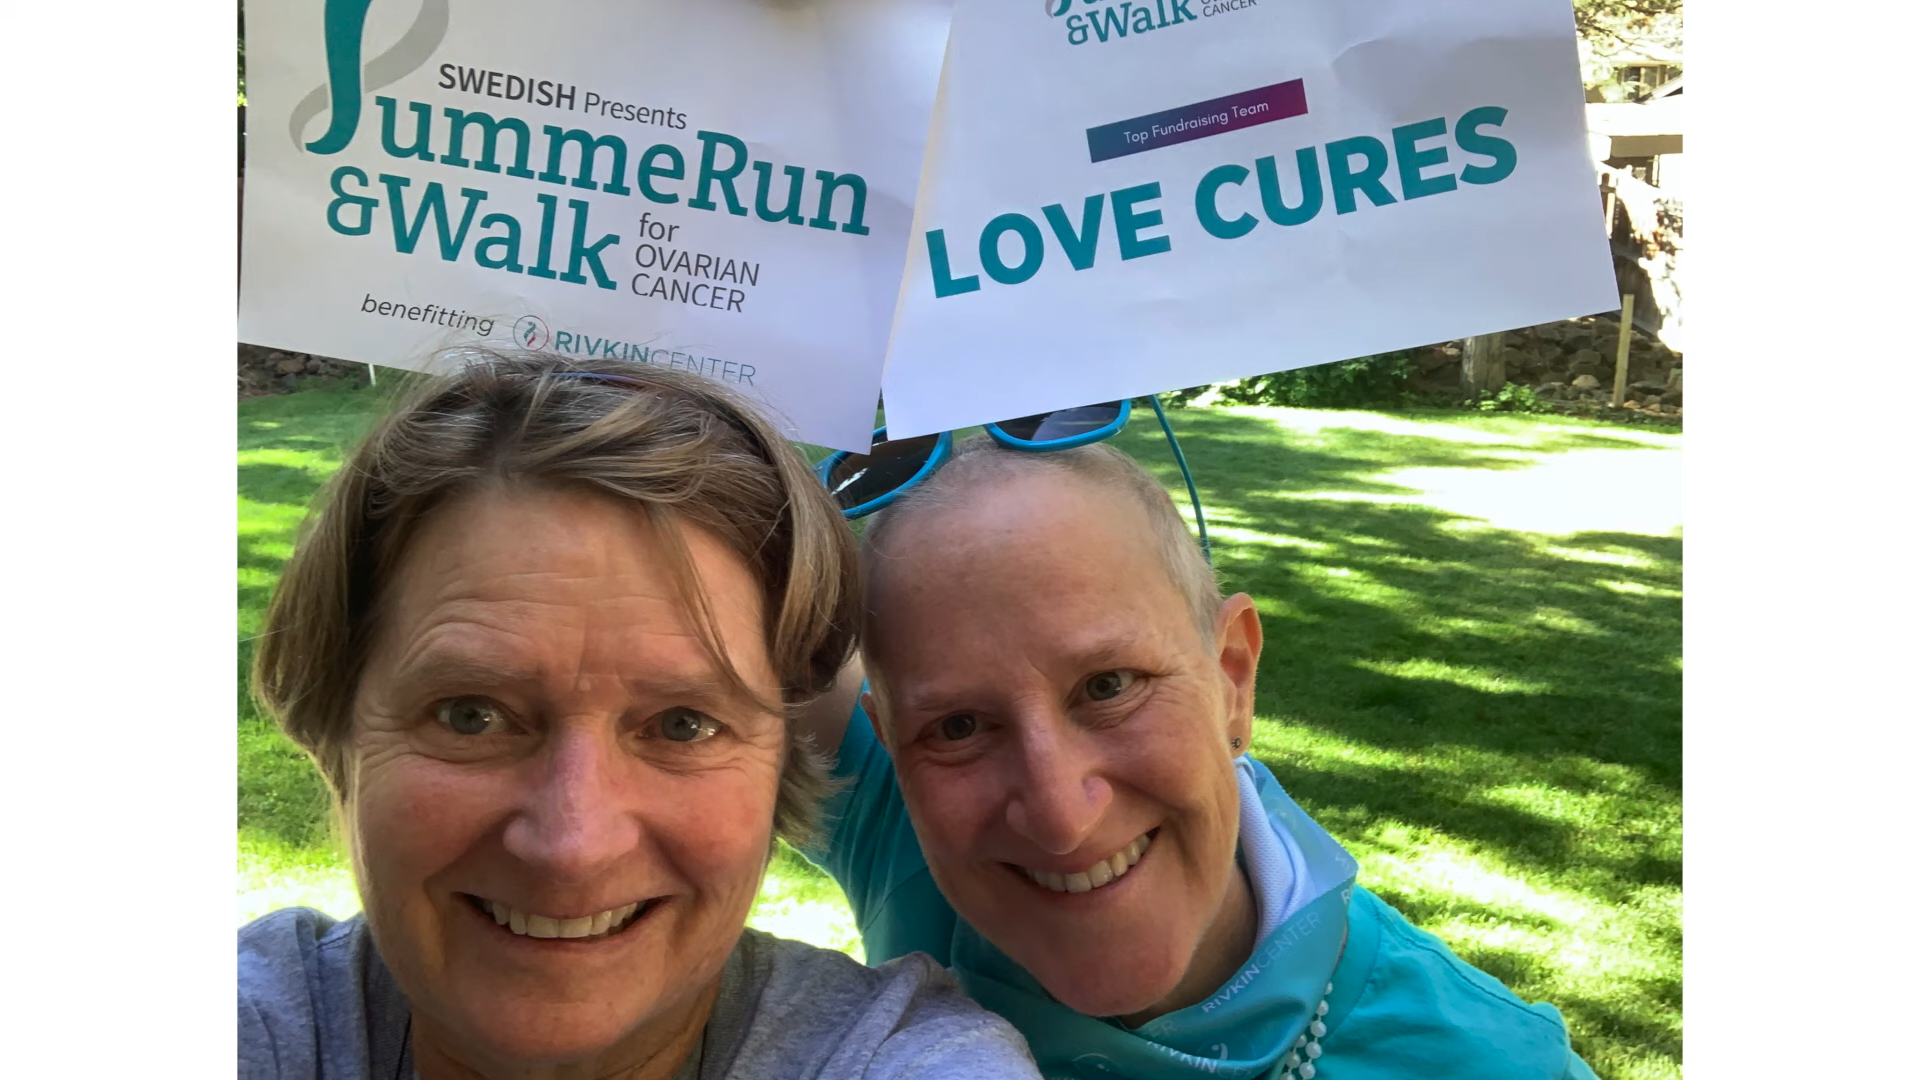 SWEDISH Presents
SummeRun
&Walk
for
OVARIAN
CANCER
benefitting RIVKINCENTER
&Walk
CANCER
Top Fundraising Team
LOVE CURES
RIVKINCENTER
RIVKIN